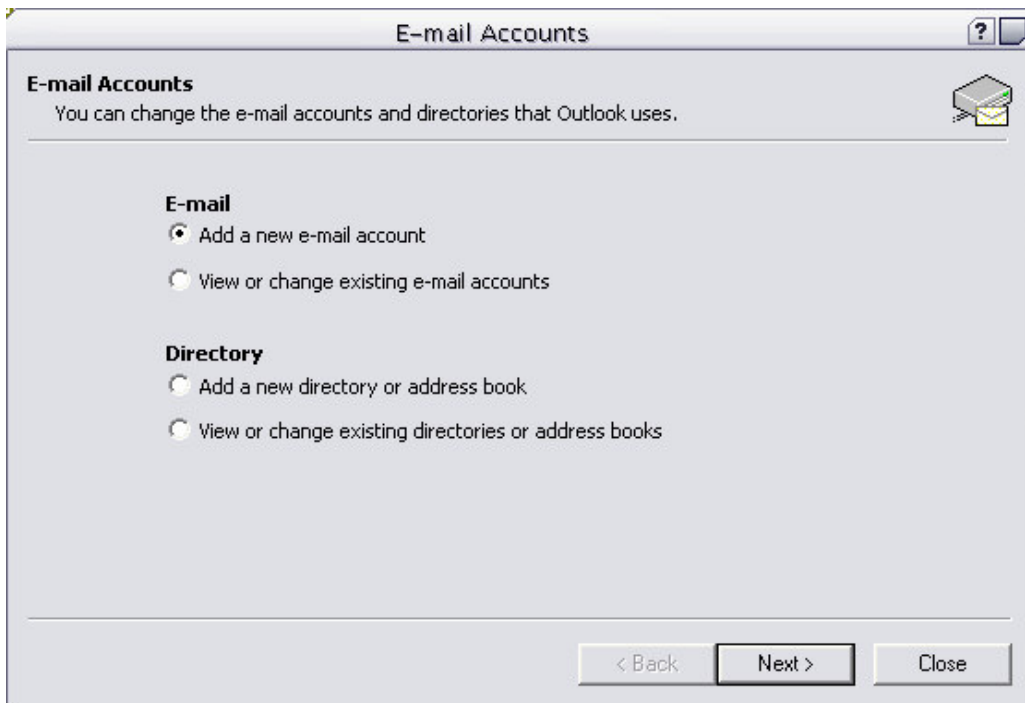 E-mail Accounts
?
E-mail Accounts
You can change the e-mail accounts and directories that Outlook uses.
E-mail
Add a new e-mail account
View or change existing e-mail accounts
Directory
Add a new directory or address book
View or change existing directories or address books
< Back Next > Close